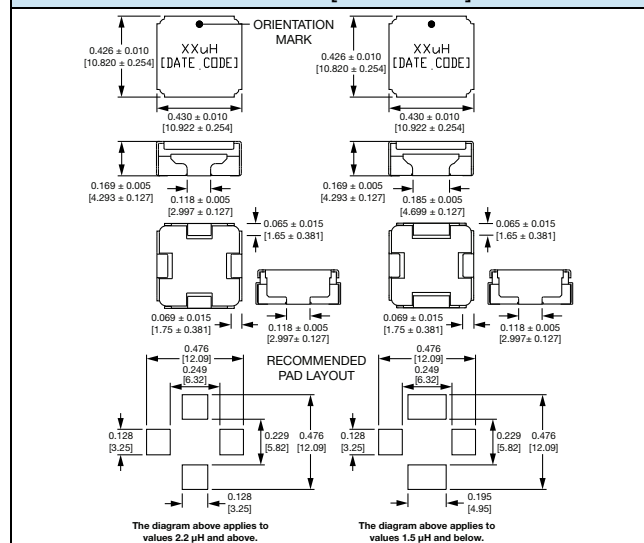 ORIENTATION
MARK
XXuH
[DATE CODE]
0.426 ± 0.010
[10.820 ± 0.254]
0.430 ± 0.010
[10.922 ± 0.254]
XXuH
[DATE CODE]
0.426 ± 0.010
[10.820 ± 0.254]
0.430 ± 0.010
[10.922 ± 0.254]
0.169 ± 0.005
[4.293 ± 0.127]
0.118 ± 0.005
[2.997 ± 0.127]
0.169 ± 0.005
[4.293 ± 0.127]
0.185 ± 0.005
[4.699 ± 0.127]
0.065 ± 0.015
[1.65 ± 0.381]
0.065 ± 0.015
[1.65 ± 0.381]
0.069 ± 0.015
[1.75 ± 0.381]
0.118 ± 0.005
[2.997± 0.127]
0.069 ± 0.015
[1.75 ± 0.381]
0.118 ± 0.005
[2.997± 0.127]
RECOMMENDED
PAD LAYOUT
0.476
[12.09]
0.249
[6.32]
0.128
[3.25]
0.229
[5.82]
0.476
[12.09]
0.128
[3.25]
0.476
[12.09]
0.249
[6.32]
0.128
[3.25]
0.229
[5.82]
0.476
[12.09]
0.195
[4.95]
The diagram above applies to
values 2.2 µH and above.
The diagram above applies to
values 1.5 µH and below.